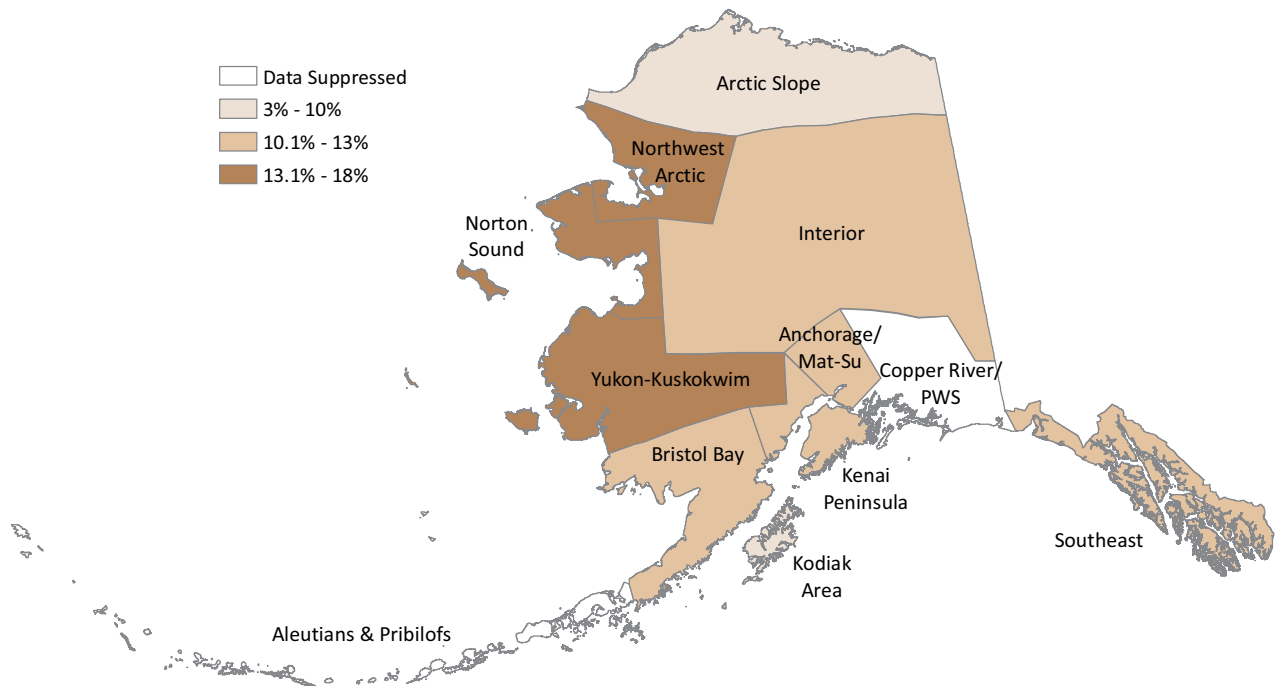 Data Suppressed
3% - 10%
10.1% - 13%
13.1% - 18%
Arctic Slope
Northwest
Arctic
Norton
Sound
Interior
Anchorage/
Mat-Su
Copper River/
PWS
Yukon-Kuskokwim
Bristol Bay
Kenai
Peninsula
Kodiak
Area
Southeast
Aleutians & Pribilofs